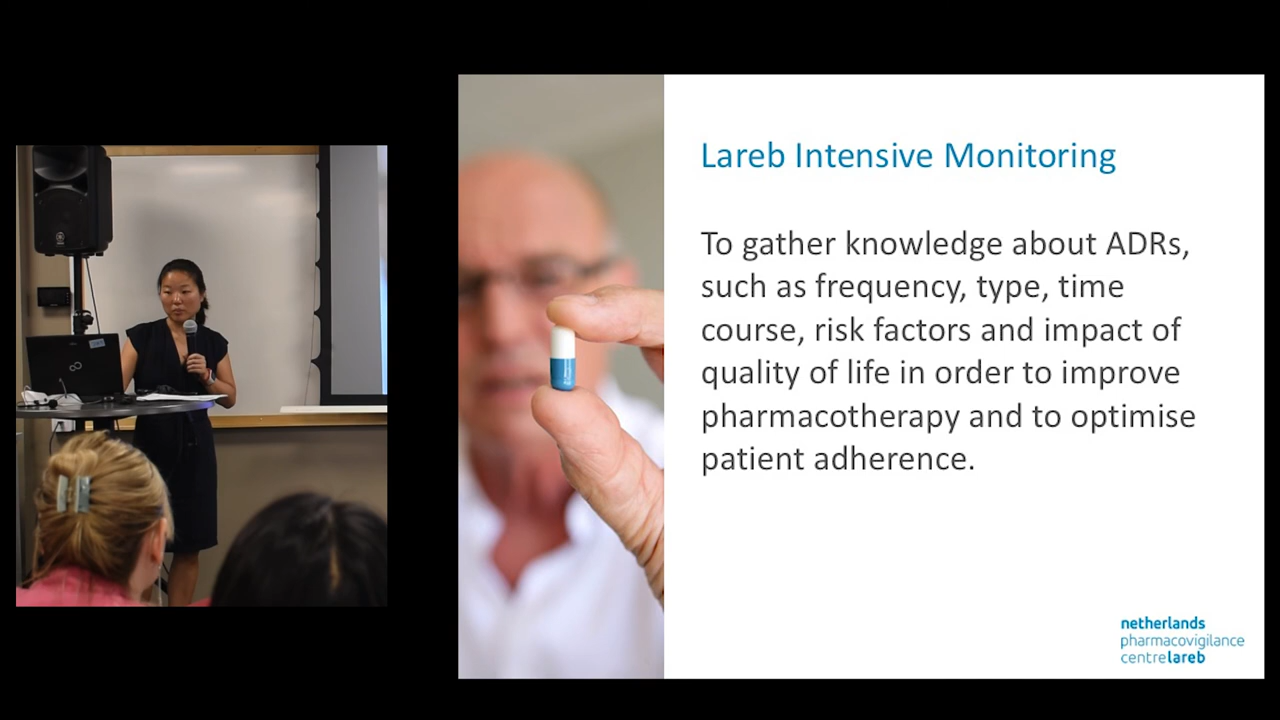 Lareb Intensive Monitoring
To gather knowledge about ADRs,
such as frequency, type, time
course, risk factors and impact of
quality of life in order to improve
pharmacotherapy and to optimise
patient adherence.
netherlands
pharmacovigilance
centrelareb